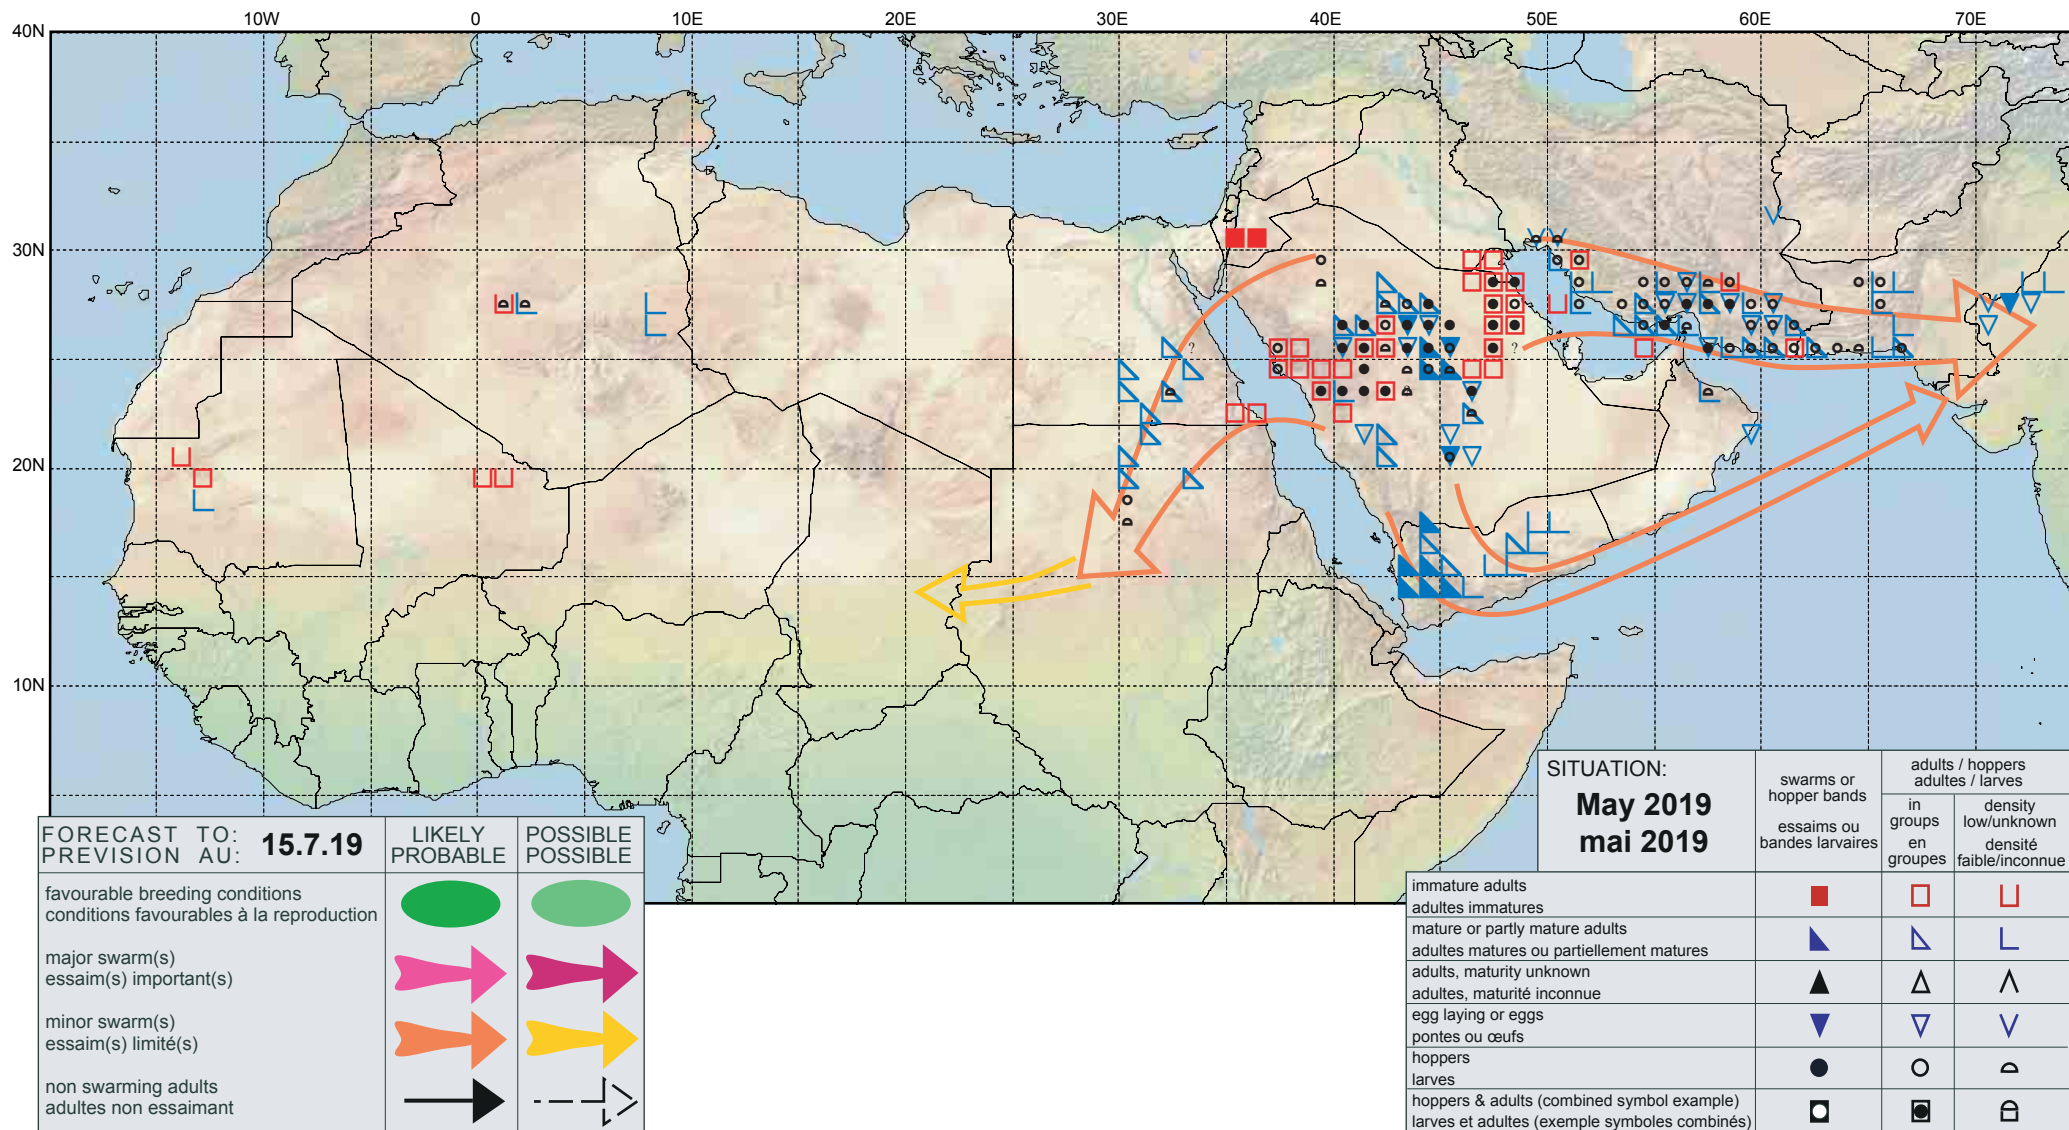 10W 0 10E 20E 30E 40E 50E 60E 70E
40N
30N
20N
10N
?
?
FORECAST TO:
PREVISION AU:
15.7.19
LIKELY
PROBABLE
POSSIBLE
POSSIBLE
favourable breeding conditions
conditions favourables à la reproduction
major swarm(s)
essaim(s) important(s)
minor swarm(s)
essaim(s) limité(s)
non swarming adults
adultes non essaimant
SITUATION:
May 2019
mai 2019
swarms or
hopper bands
essaims ou
bandes larvaires
adults / hoppers
adultes / larves
in
groups
en
groupes
density
low/unknown
densité
faible/inconnue
immature adults
adultes immatures
mature or partly mature adults
adultes matures ou partiellement matures
adults, maturity unknown
adultes, maturité inconnue
egg laying or eggs
pontes ou œufs
hoppers
larves
hoppers & adults (combined symbol example)
larves et adultes (exemple symboles combinés)